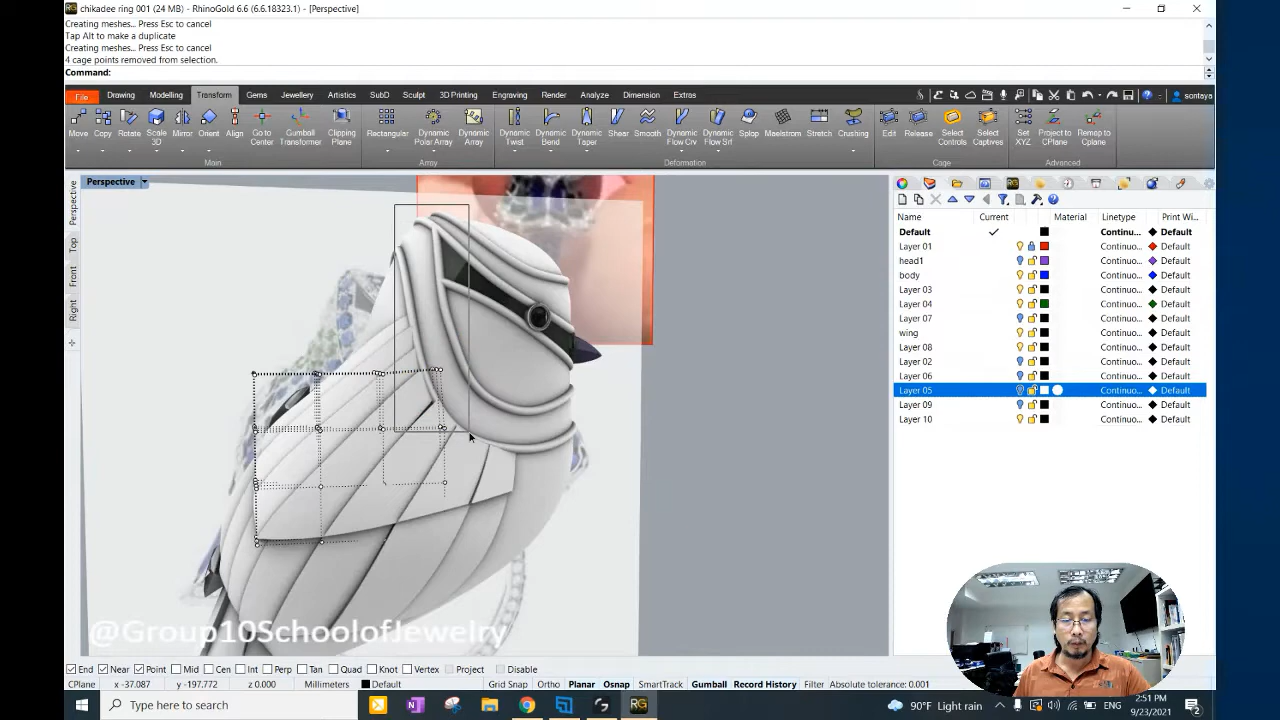 chikadee ring 001 (24 MB) - RhinoGold 6.6 (6.6.18323.1) - [Perspective]
Creating meshes... Press Esc to cancel
Tap Alt to make a duplicate
Creating meshes... Press Esc to cancel
4 cage points removed from selection.
Command:
File Drawing Modelling Transform Gems Jewellery Artists SubD Sculpt 3D Printing Engraving Render Analyze Dimension Extras
sontaya
Move Copy Rotate Scale 3D Mirror Orient Align Go to Center Gumball Transformer Clipping Plane
Rectangular Dynamic Polar Array Dynamic Array
Dynamic Twist Dynamic Bend Dynamic Taper Shear Smooth Dynamic Flow Crv Dynamic Flow Srf Splop Maelstrom Stretch Crushing
Edit Release Select Controls Select Captives
Set XYZ Project to CPlane Remap to Cplane
Main Array Deformation Cage Advanced
Perspective
Perspective
Top
Front
Right
Name Current Material Linetype Print Wi...
Default Continu... Default
Layer 01 Continuo... Default
head1 Continuo... Default
body Continuo... Default
Layer 03 Continuo... Default
Layer 04 Continuo... Default
Layer 07 Continuo... Default
wing Continuo... Default
Layer 08 Continuo... Default
Layer 02 Continuo... Default
Layer 06 Continuo... Default
Layer 05 Continuo... Default
Layer 09 Continuo... Default
Layer 10 Continuo... Default
@Group10SchoolofJewelry
End Near Point Mid Cen Int Perp Tan Quad Knot Vertex Project Disable
CPlane x -37.087 y -197.772 z 0.000 Millimeters Default Grid Snap Ortho Planar Osnap SmartTrack Gumball Record History Filter Absolute tolerance: 0.001
Type here to search
90°F Light rain
ENG
2:51 PM
9/23/2021
2